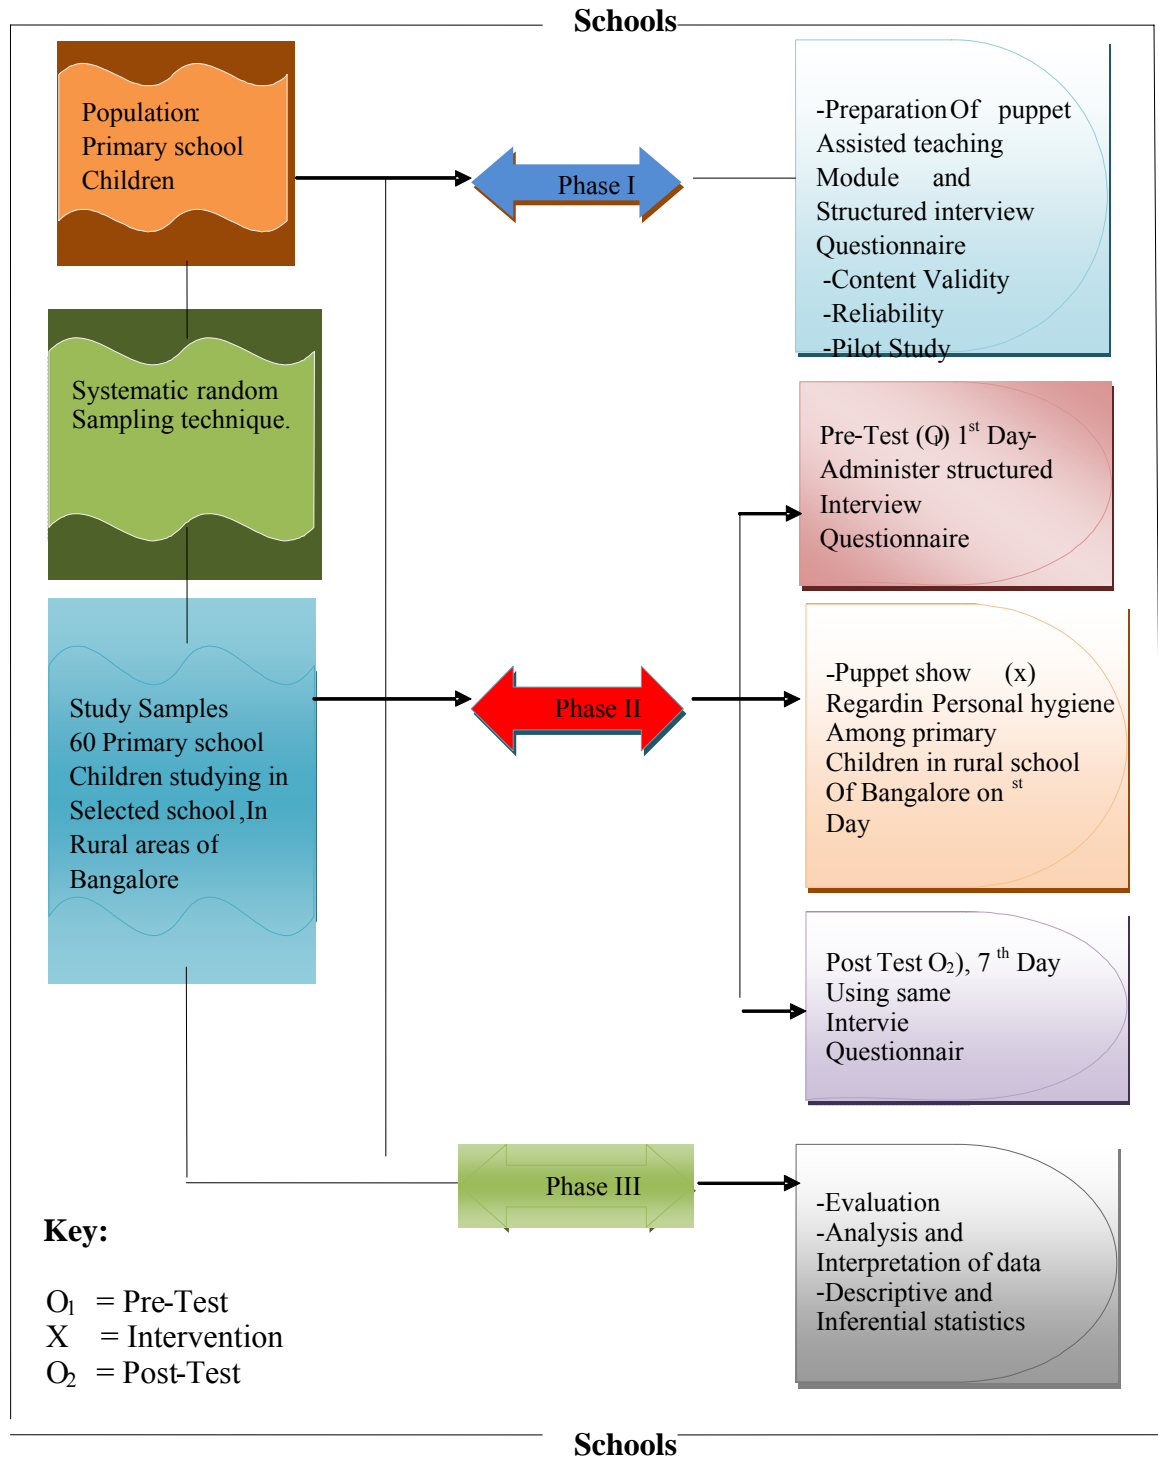 Schools
Population:
Primary school
Children
Phase I
-Preparation Of puppet
Assisted teaching
Module and
Structured interview
Questionnaire
-Content Validity
-Reliability
-Pilot Study
Systematic random
Sampling technique.
Pre-Test (O1) 1st Day-
Administer structured
Interview
Questionnaire
Study Samples
60 Primary school
Children studying in
Selected school ,In
Rural areas of
Bangalore
Phase II
-Puppet show (x)
Regardin Personal hygiene
Among primary
Children in rural school
Of Bangalore on st
Day
Post Test O2), 7 th Day
Using same
Intervie
Questionnair
Phase III
-Evaluation
-Analysis and
Interpretation of data
-Descriptive and
Inferential statistics
Key:
O1 = Pre-Test
X = Intervention
O2 = Post-Test
Schools